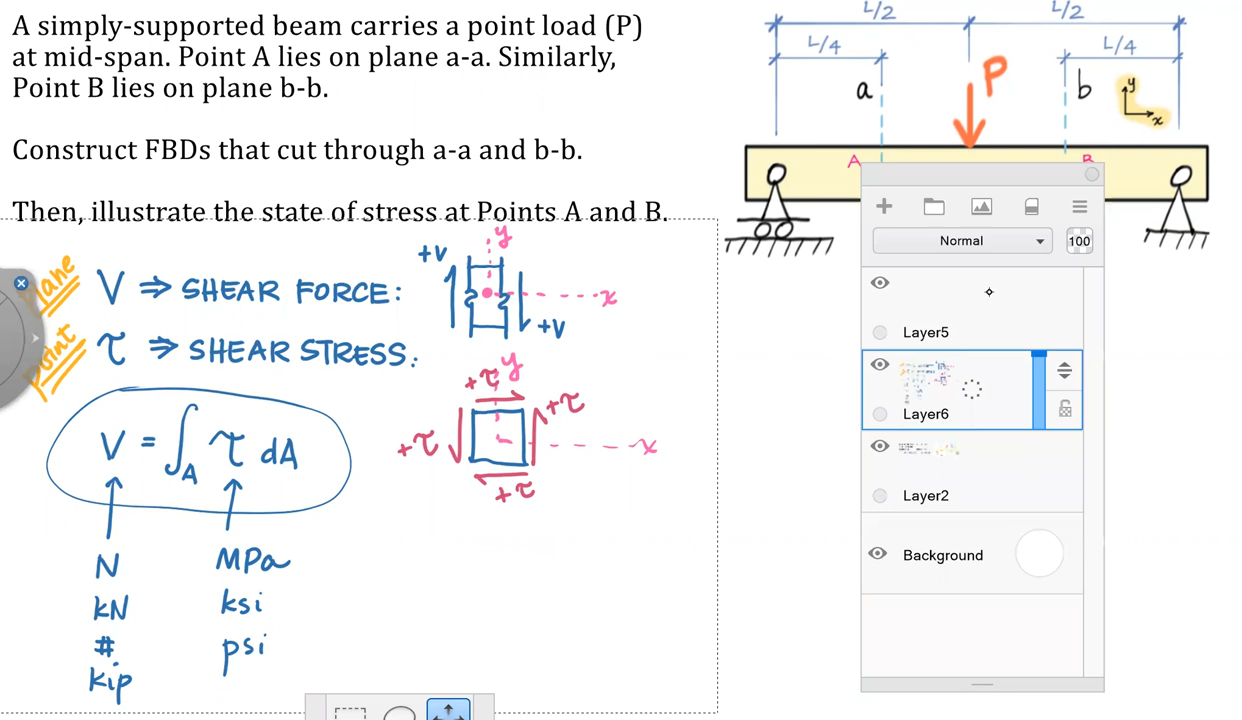 A simply-supported beam carries a point load (P)
at mid-span. Point A lies on plane a-a. Similarly,
Point B lies on plane b-b.
Construct FBDs that cut through a-a and b-b.
Then, illustrate the state of stress at Points A and B.
V ⇒ SHEAR FORCE:
Point τ ⇒ SHEAR STRESS:
V = ∫A τ dA
N
kN
#
kip
MPa
ksi
psi
+V
y
x
+V
y
+τ
+τ
+τ
x
+τ
L/2 L/2
L/4 L/4
a P b y
x
A B
Normal 100
Layer5
Layer6
Layer2
Background